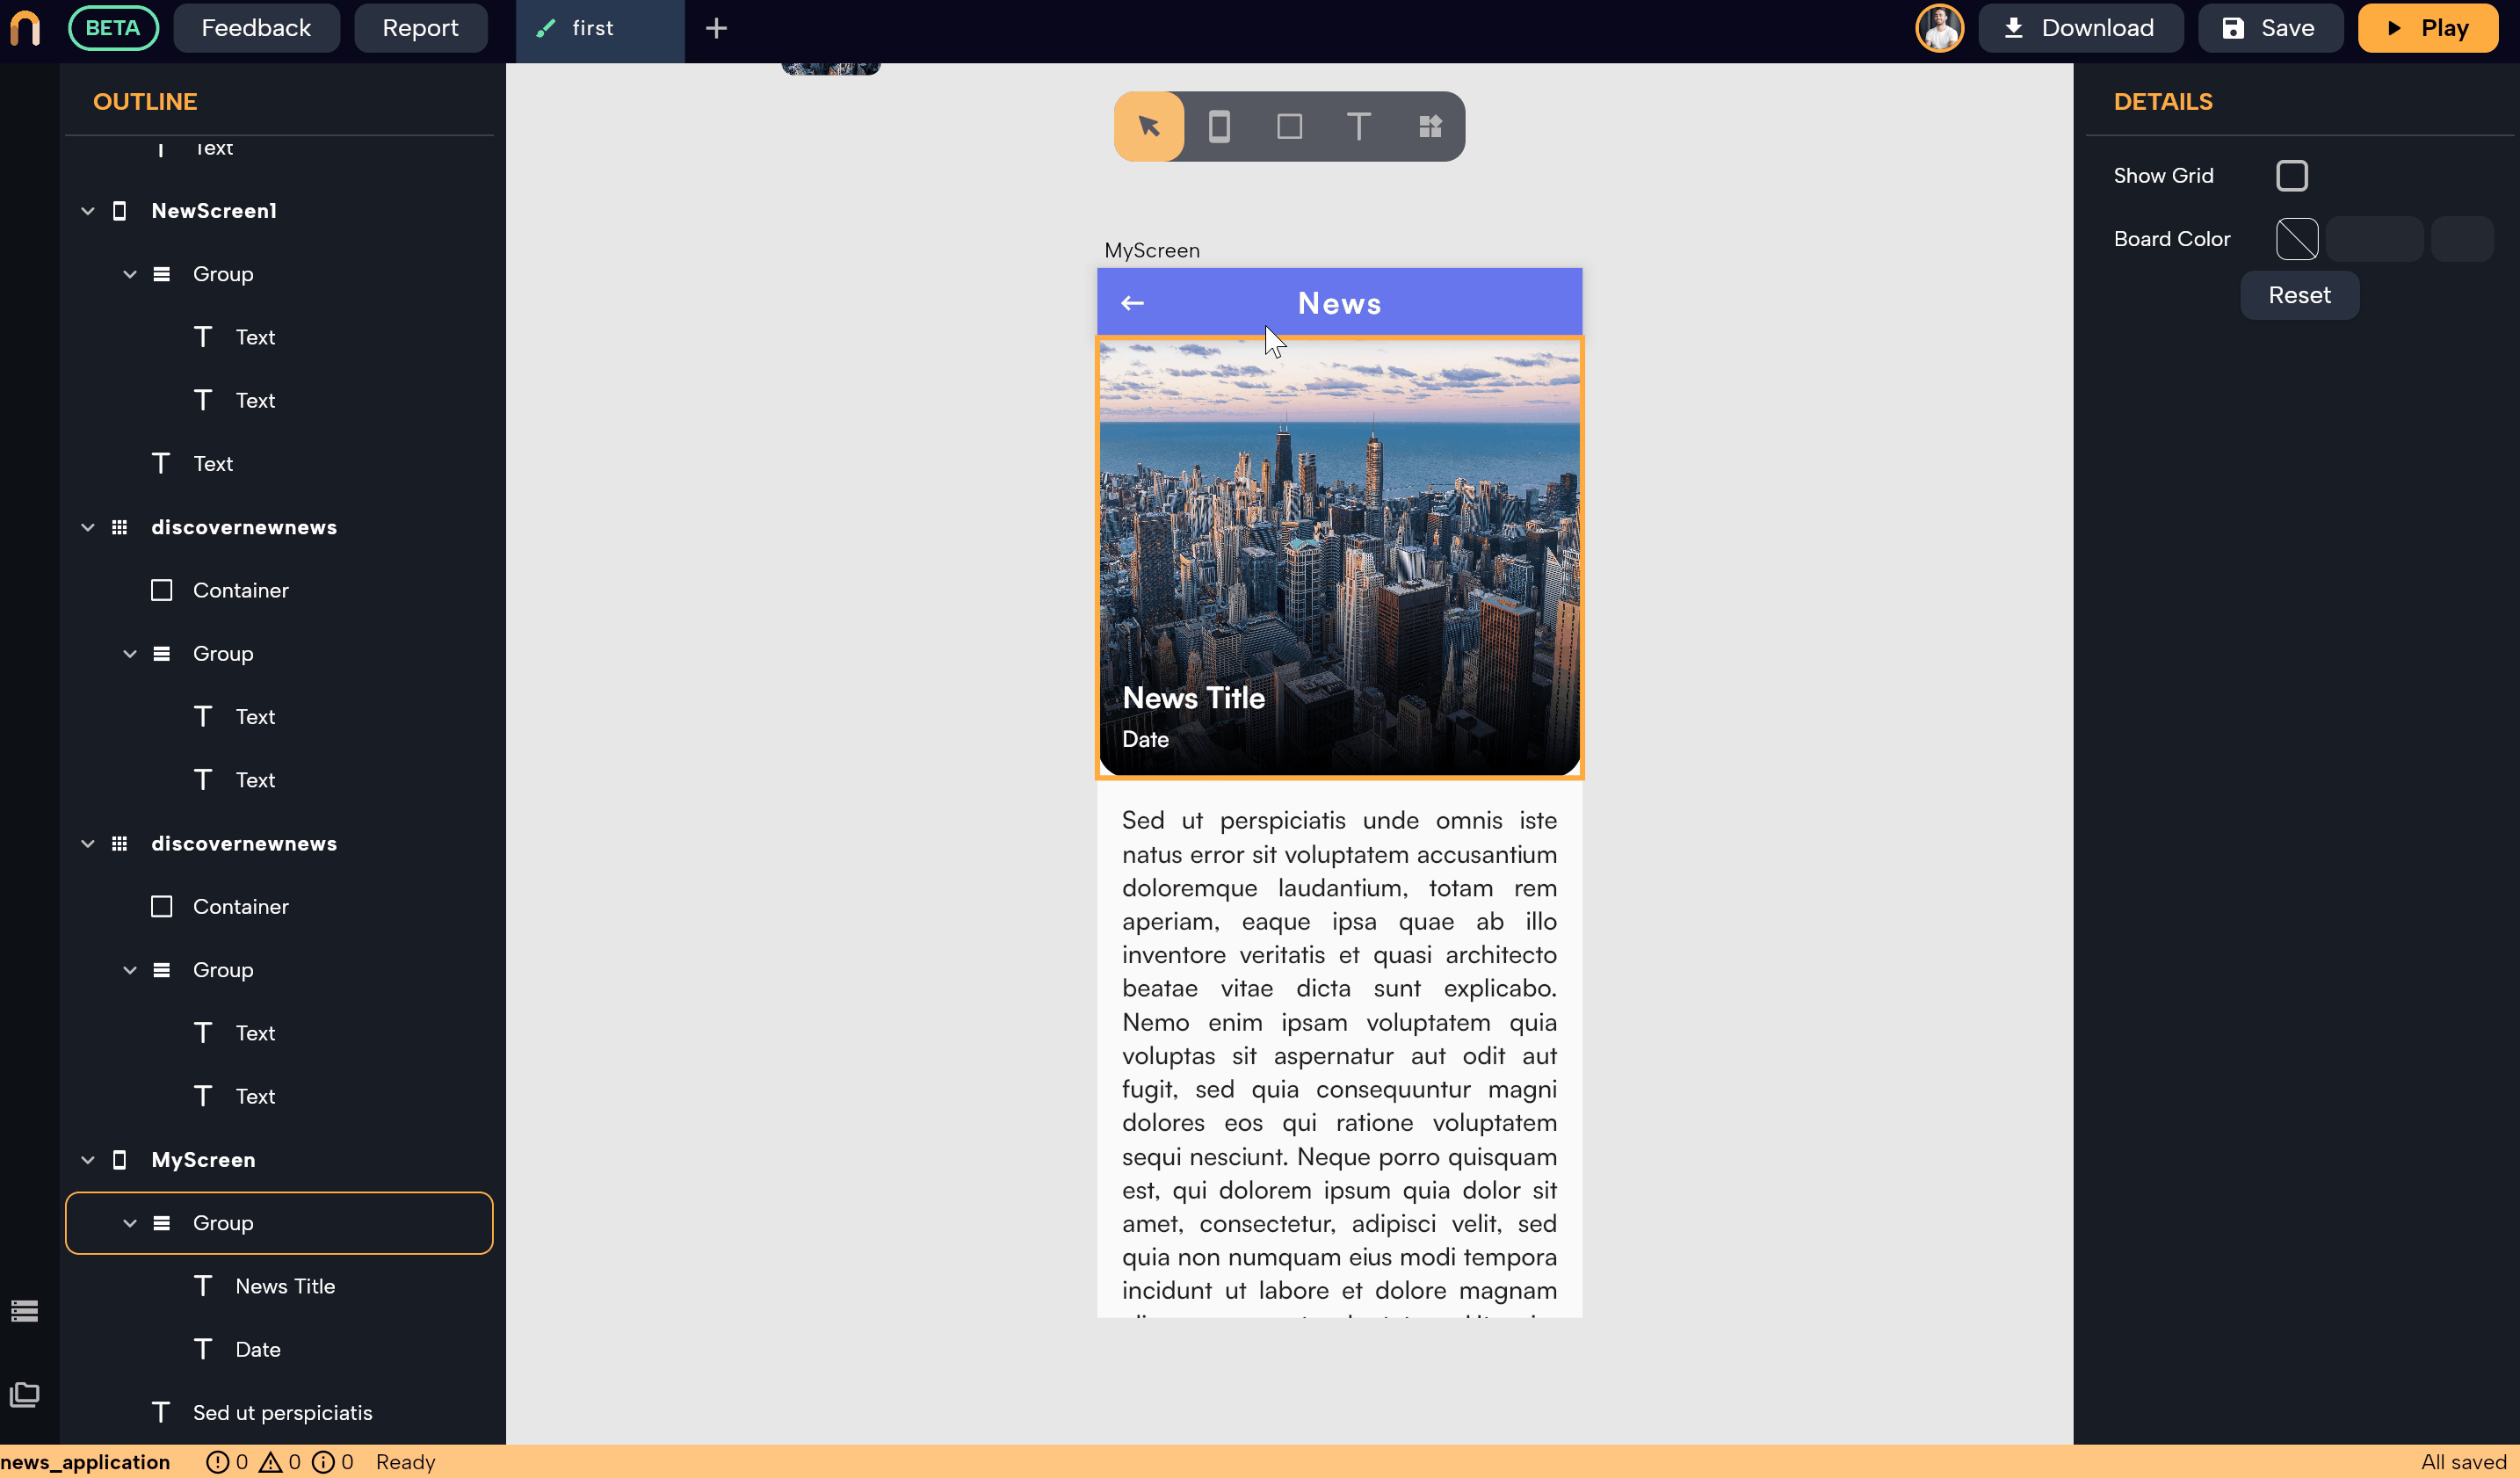 BETA
Feedback
Report
first
Download
Save
Play
OUTLINE
Text
NewScreen1
Group
Text
Text
Text
discovernewnews
Container
Group
Text
Text
discovernewnews
Container
Group
Text
Text
MyScreen
Group
News Title
Date
Sed ut perspiciatis
MyScreen
News
News Title
Date
Sed ut perspiciatis unde omnis iste
natus error sit voluptatem accusantium
doloremque laudantium, totam rem
aperiam, eaque ipsa quae ab illo
inventore veritatis et quasi architecto
beatae vitae dicta sunt explicabo.
Nemo enim ipsam voluptatem quia
voluptas sit aspernatur aut odit aut
fugit, sed quia consequuntur magni
dolores eos qui ratione voluptatem
sequi nesciunt. Neque porro quisquam
est, qui dolorem ipsum quia dolor sit
amet, consectetur, adipisci velit, sed
quia non numquam eius modi tempora
incidunt ut labore et dolore magnam
DETAILS
Show Grid
Board Color
Reset
news_application
0 0 0 Ready
All saved